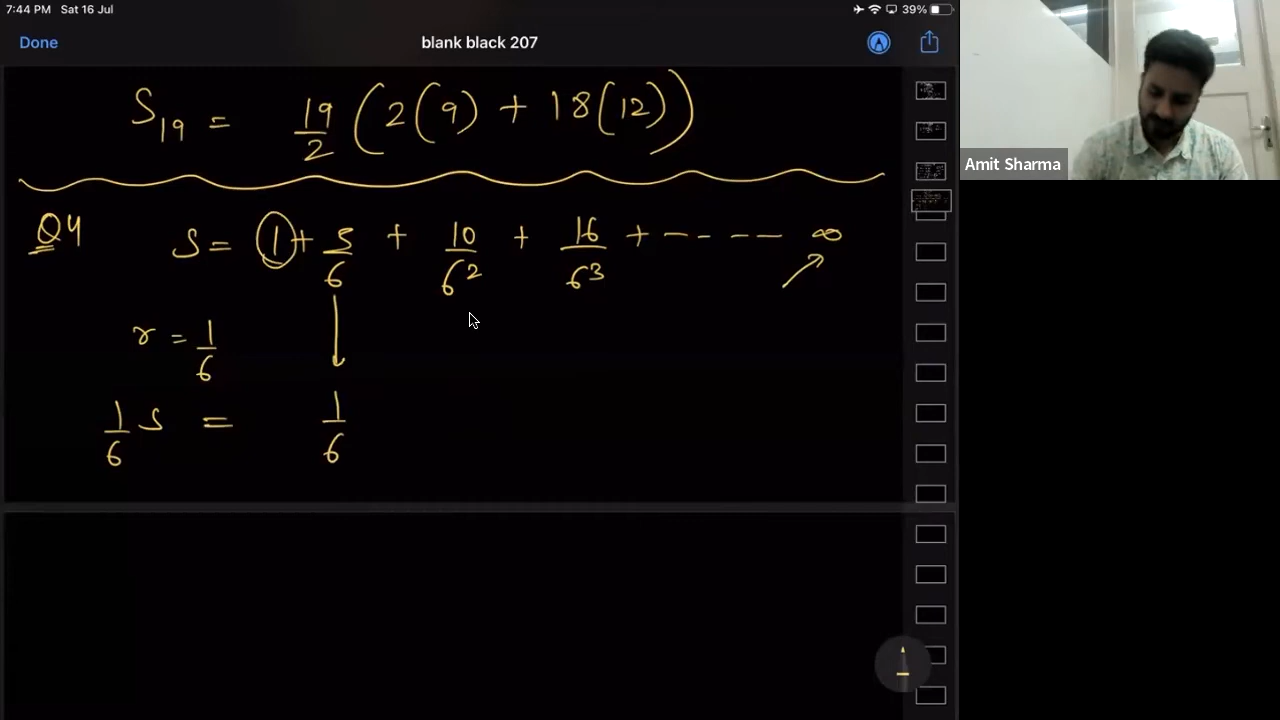 7:44 PM Sat 16 Jul 39%
Done blank black 207
S₁₉ = 19/2 (2(9) + 18(12))
Q4 S = 1 + 5/6 + 10/6² + 16/6³ + ---- ∞
r = 1/6
1/6 S = 1/6
Amit Sharma